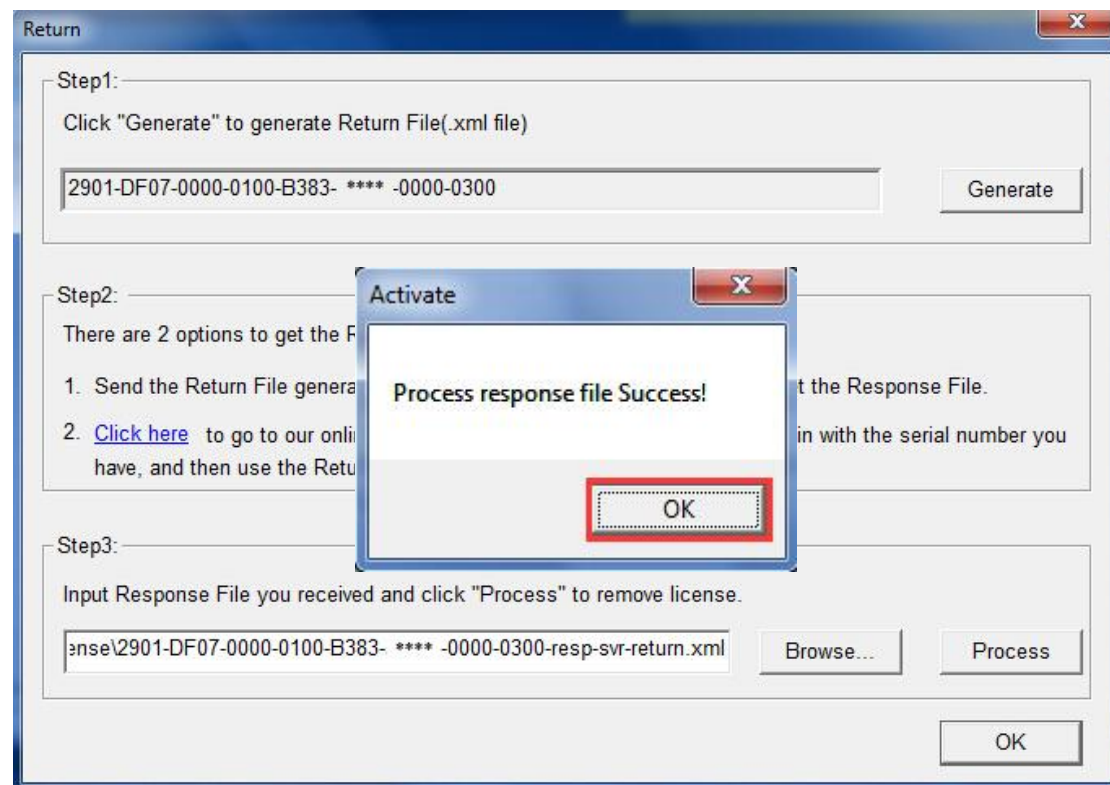 Return
Step1:
Click "Generate" to generate Return File(.xml file)
2901-DF07-0000-0100-B383- **** -0000-0300
Generate
Step2:
There are 2 options to get the
1. Send the Return File t the Response File.
2. Click here to go to our in with the serial number you
have, and then use the
Activate
Process response file Success!
OK
Step3:
Input Response File you received and click "Process" to remove license.
ense\2901-DF07-0000-0100-B383- **** -0000-0300-resp-svr-return.xml
Browse...
Process
OK